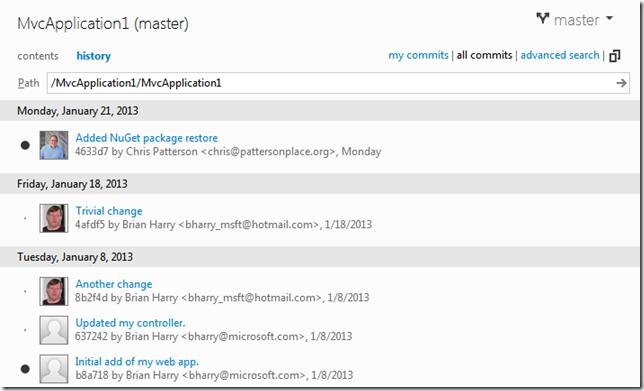 MvcApplication1 (master)
master
contents history
my commits | all commits | advanced search |
Path /MvcApplication1/MvcApplication1
Monday, January 21, 2013
Added NuGet package restore
4633d7 by Chris Patterson <chris@pattersonplace.org>, Monday
Friday, January 18, 2013
Trivial change
4afdf5 by Brian Harry <bharry_msft@hotmail.com>, 1/18/2013
Tuesday, January 8, 2013
Another change
8b2f4d by Brian Harry <bharry_msft@hotmail.com>, 1/8/2013
Updated my controller.
637242 by Brian Harry <bharry@microsoft.com>, 1/8/2013
Initial add of my web app.
b8a718 by Brian Harry <bharry@microsoft.com>, 1/8/2013